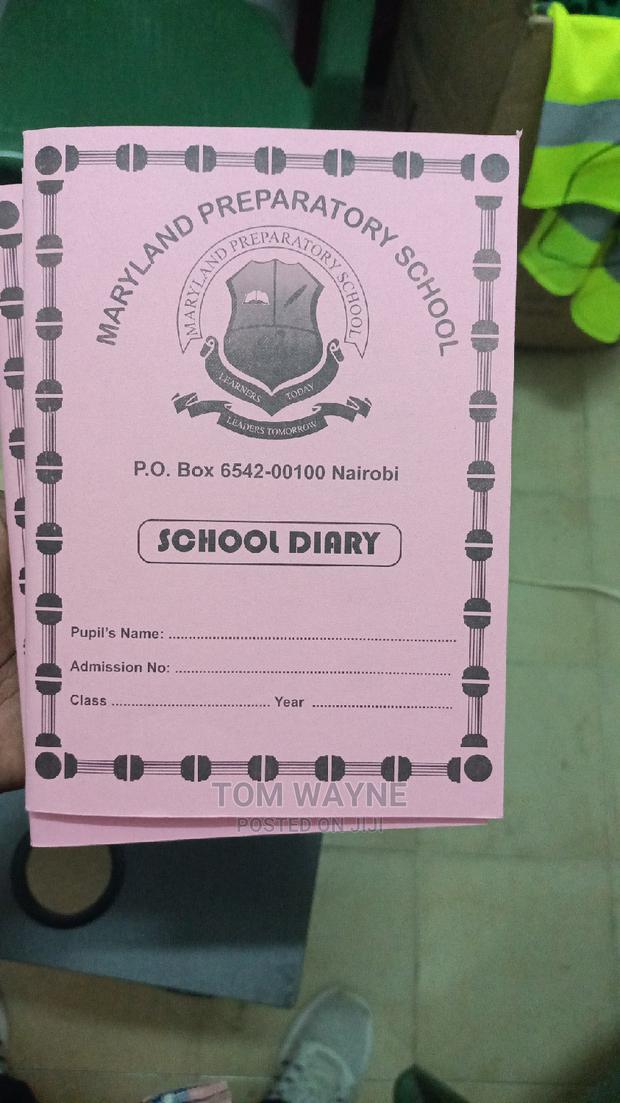 MARYLAND PREPARATORY SCHOOL
MARYLAND PREPARATORY SCHOOL
LEARNERS TODAY
LEADERS TOMORROW
P.O. Box 6542-00100 Nairobi
SCHOOL DIARY
Pupil's Name: ................................................................
Admission No: ................................................................
Class .................................... Year ................................
TOM WAYNE
POSTED ON JIJI